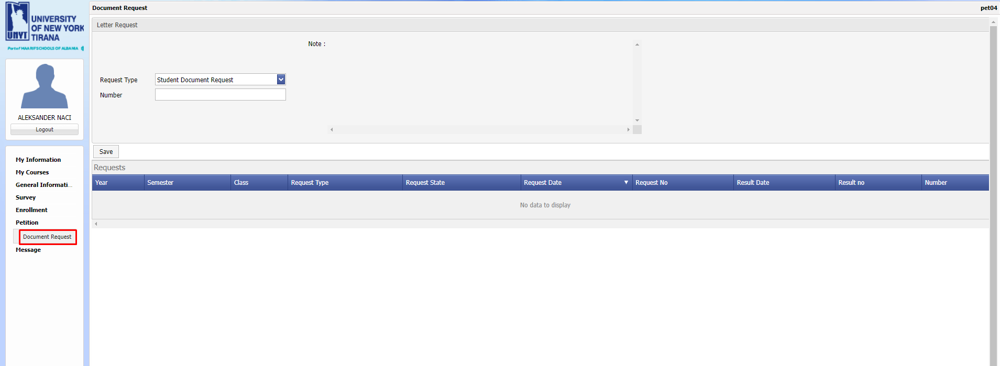 UNIVERSITY
OF NEW YORK
TIRANA
UNYT
Part of MAARIF SCHOOLS OF ALBANIA
ALEKSANDER NACI
Logout
My Information
My Courses
General Informati...
Survey
Enrollment
Petition
Document Request
Message
Document Request
pet04
Letter Request
Note :
Request Type
Student Document Request
Number
Save
Requests
Year Semester Class Request Type Request State Request Date Request No Result Date Result no Number
No data to display